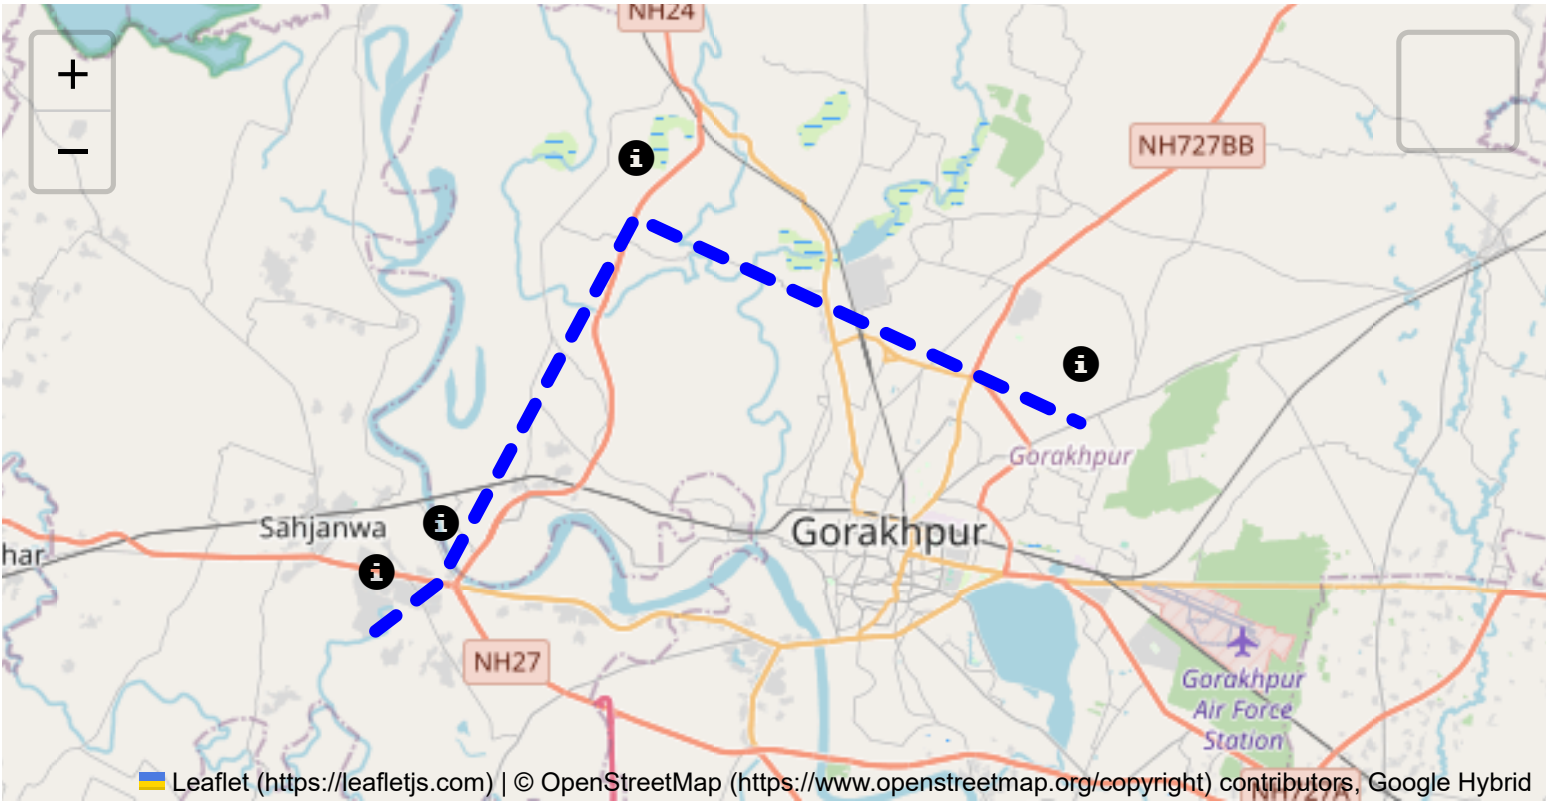 NH24
+
−
NH727BB
Gorakhpur
Sahjanwa
Gorakhpur
har
NH27
Gorakhpur
Air Force
Station
NH727A
Leaflet (https://leafletjs.com) | © OpenStreetMap (https://www.openstreetmap.org/copyright) contributors, Google Hybrid